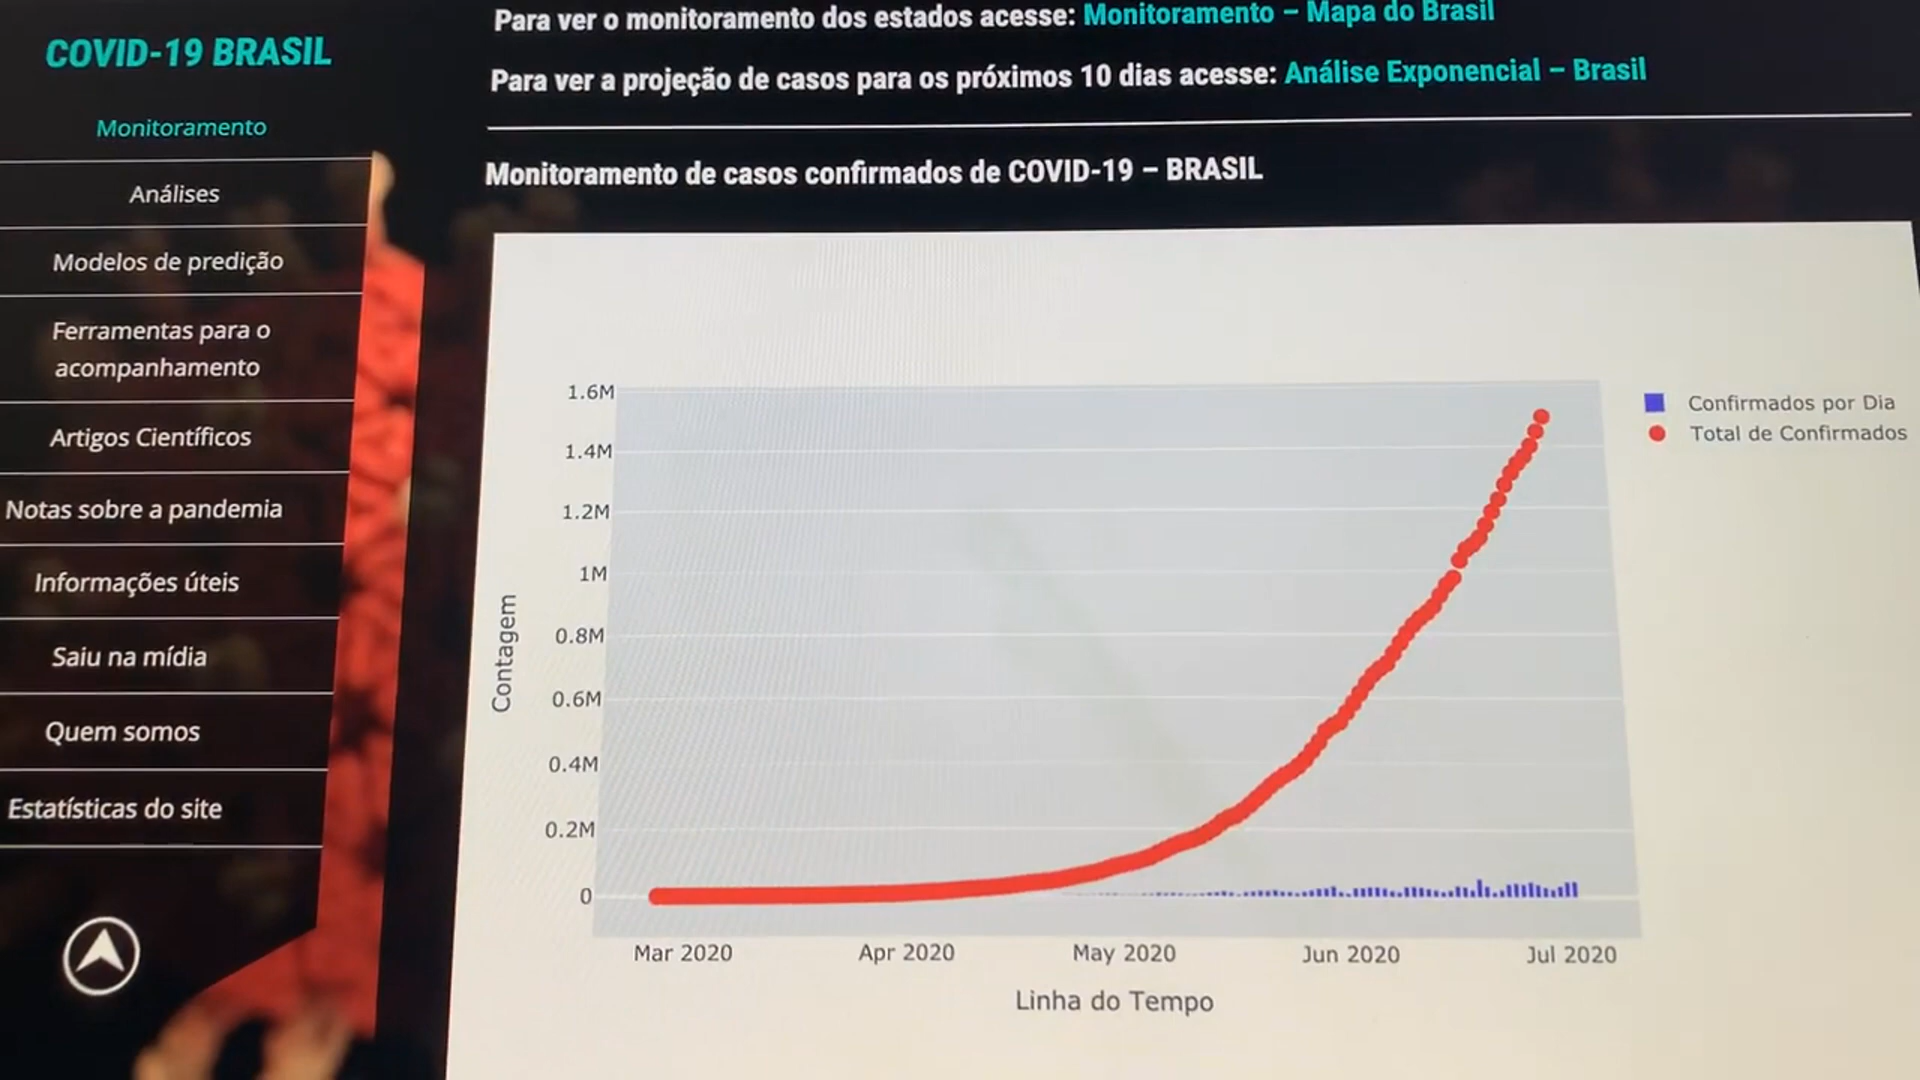 COVID-19 BRASIL
Monitoramento
Análises
Modelos de predição
Ferramentas para o
acompanhamento
Artigos Científicos
Notas sobre a pandemia
Informações úteis
Saiu na mídia
Quem somos
Estatísticas do site
Para ver o monitoramento dos estados acesse: Monitoramento – Mapa do Brasil
Para ver a projeção de casos para os próximos 10 dias acesse: Análise Exponencial – Brasil
Monitoramento de casos confirmados de COVID-19 – BRASIL
Contagem
1.6M
1.4M
1.2M
1M
0.8M
0.6M
0.4M
0.2M
0
Mar 2020
Apr 2020
May 2020
Jun 2020
Jul 2020
Linha do Tempo
Confirmados por Dia
Total de Confirmados